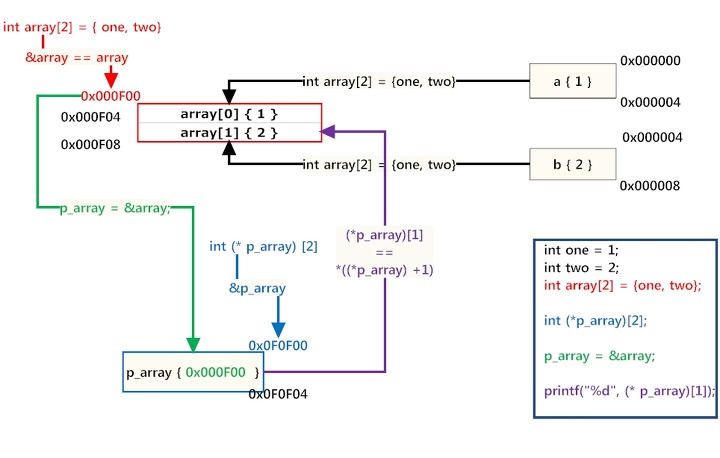 int array[2] = { one, two}
&array == array
0x000F00
0x000F04
0x000F08
array[0] { 1 }
array[1] { 2 }
int array[2] = {one, two}
a { 1 }
0x000000
0x000004
int array[2] = {one, two}
b { 2 }
0x000004
0x000008
p_array = &array;
int (* p_array) [2]
&p_array
0x0F0F00
p_array { 0x000F00 }
0x0F0F04
(*p_array)[1]
==
*((*p_array) +1)
int one = 1;
int two = 2;
int array[2] = {one, two};
int (*p_array)[2];
p_array = &array;
printf("%d", (* p_array)[1]);